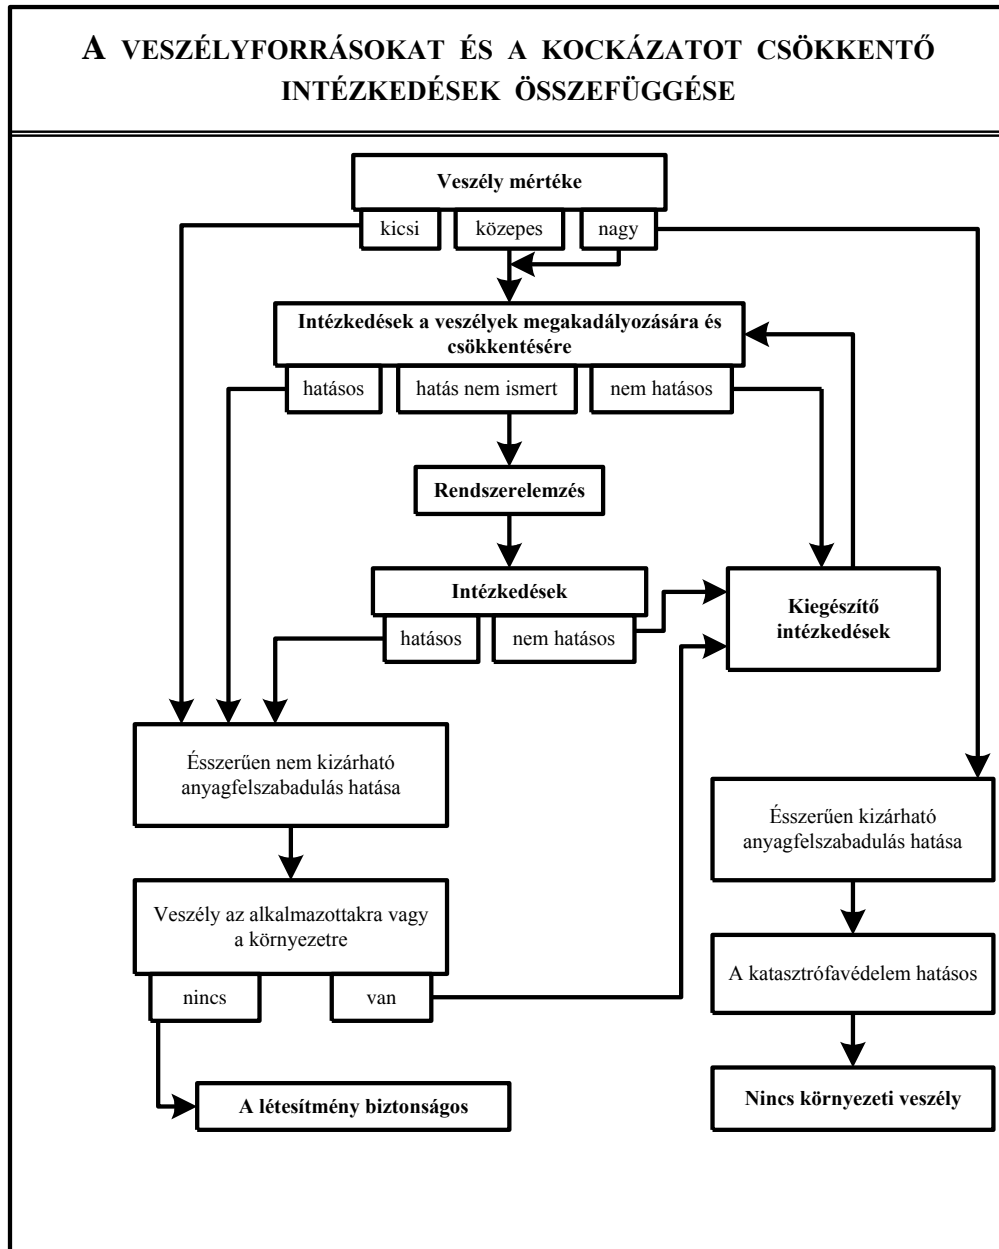 A VESZÉLYFORRÁSOKAT ÉS A KOCKÁZATOT CSÖKKENTŐ
INTÉZKEDÉSEK ÖSSZEFÜGGÉSE
Veszély mértéke
kicsi
közepes
nagy
Intézkedések a veszélyek megakadályozására és
csökkentésére
hatásos
hatás nem ismert
nem hatásos
Rendszerelemzés
Intézkedések
hatásos
nem hatásos
Kiegészítő
intézkedések
Ésszerűen nem kizárható
anyagfelszabadulás hatása
Ésszerűen kizárható
anyagfelszabadulás hatása
Veszély az alkalmazottakra vagy
a környezetre
nincs
van
A katasztrófavédelem hatásos
A létesítmény biztonságos
Nincs környezeti veszély